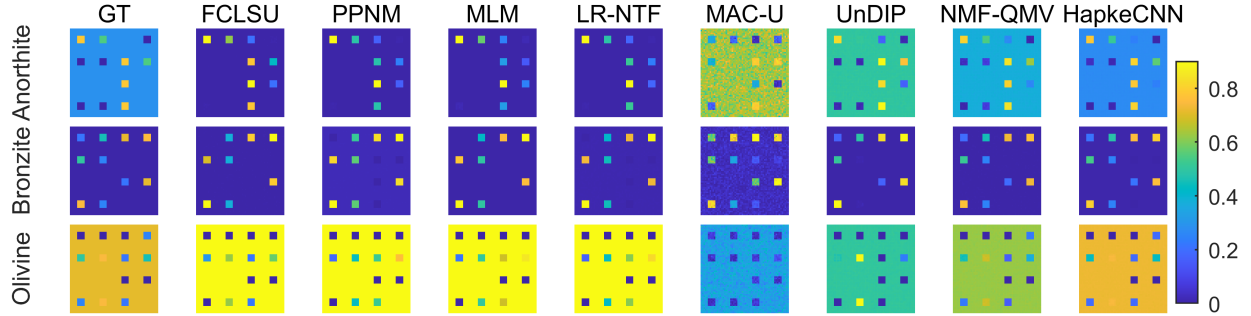 GT FCLSU PPNM MLM LR-NTF MAC-U UnDIP NMF-QMV HapkeCNN
Anorthite
Bronzite
Olivine
0.8
0.6
0.4
0.2
0